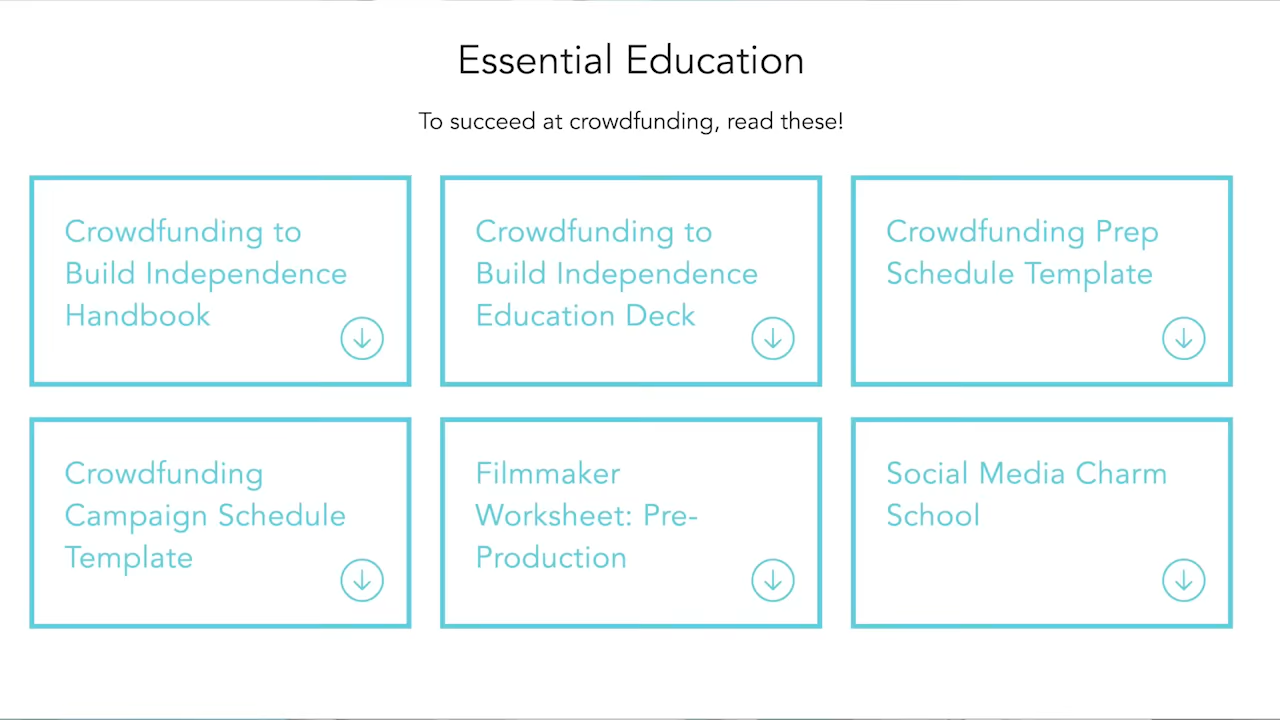 Essential Education
To succeed at crowdfunding, read these!
Crowdfunding to
Build Independence
Handbook
Crowdfunding to
Build Independence
Education Deck
Crowdfunding Prep
Schedule Template
Crowdfunding
Campaign Schedule
Template
Filmmaker
Worksheet: Pre-
Production
Social Media Charm
School